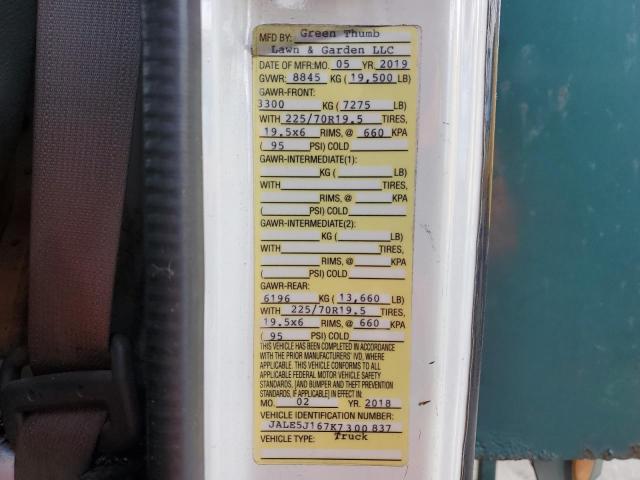 MFD BY: Green Thumb
Lawn & Garden LLC
DATE OF MFR:MO. 05 YR. 2019
GVWR: 8845 KG (19,500 LB)
GAWR-FRONT:
3300 KG ( 7275 LB)
WITH 225/70R19.5 TIRES,
19.5x6 RIMS, @ 660 KPA
( 95 PSI) COLD
GAWR-INTERMEDIATE(1):
KG ( LB)
WITH TIRES,
RIMS, @ KPA
( PSI) COLD
GAWR-INTERMEDIATE(2):
KG ( LB)
WITH TIRES,
RIMS, @ KPA
( PSI) COLD
GAWR-REAR:
6196 KG ( 13,660 LB)
WITH 225/70R19.5 TIRES,
19.5x6 RIMS, @ 660 KPA
( 95 PSI) COLD
THIS VEHICLE HAS BEEN COMPLETED IN ACCORDANCE
WITH THE PRIOR MANUFACTURERS' IVD, WHERE
APPLICABLE. THIS VEHICLE CONFORMS TO ALL
APPLICABLE FEDERAL MOTOR VEHICLE SAFETY
STANDARDS, [AND BUMPER AND THEFT PREVENTION
STANDARDS, IF APPLICABLE] IN EFFECT IN
MO. 02 YR. 2018
VEHICLE IDENTIFICATION NUMBER:
JALE5J167K7300837
VEHICLE TYPE: Truck